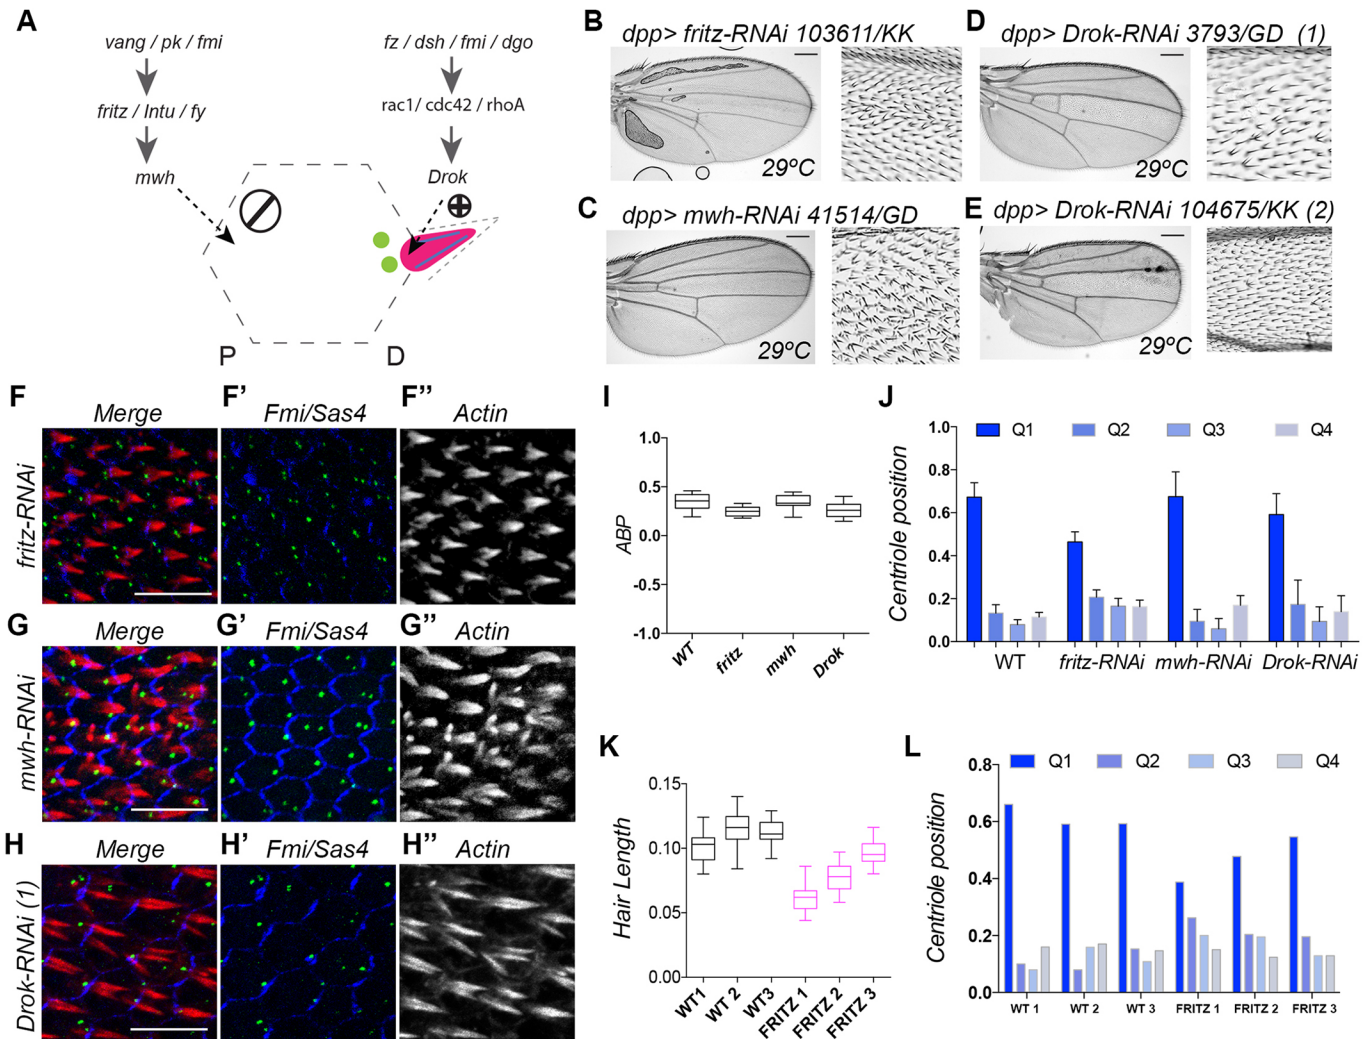 A
vang / pk / fmi
fritz / Intu / fy
mwh
fz / dsh / fmi / dgo
rac1/ cdc42 / rhoA
Drok
P
D
B
dpp> fritz-RNAi 103611/KK
29ºC
C
dpp> mwh-RNAi 41514/GD
29ºC
D
dpp> Drok-RNAi 3793/GD (1)
29ºC
E
dpp> Drok-RNAi 104675/KK (2)
29ºC
F
Merge
F’
Fmi/Sas4
F”
Actin
fritz-RNAi
G
Merge
G’
Fmi/Sas4
G”
Actin
mwh-RNAi
H
Merge
H’
Fmi/Sas4
H”
Actin
Drok-RNAi (1)
I
ABP
1.0
0.5
0.0
-0.5
-1.0
WT
fritz
mwh
Drok
J
Centriole position
1.0
0.8
0.6
0.4
0.2
0.0
Q1
Q2
Q3
Q4
WT
fritz-RNAi
mwh-RNAi
Drok-RNAi
K
Hair Length
0.15
0.10
0.05
0.00
WT1
WT 2
WT3
FRITZ 1
FRITZ 2
FRITZ 3
L
Centriole position
0.8
0.6
0.4
0.2
0.0
Q1
Q2
Q3
Q4
WT 1
WT 2
WT 3
FRITZ 1
FRITZ 2
FRITZ 3